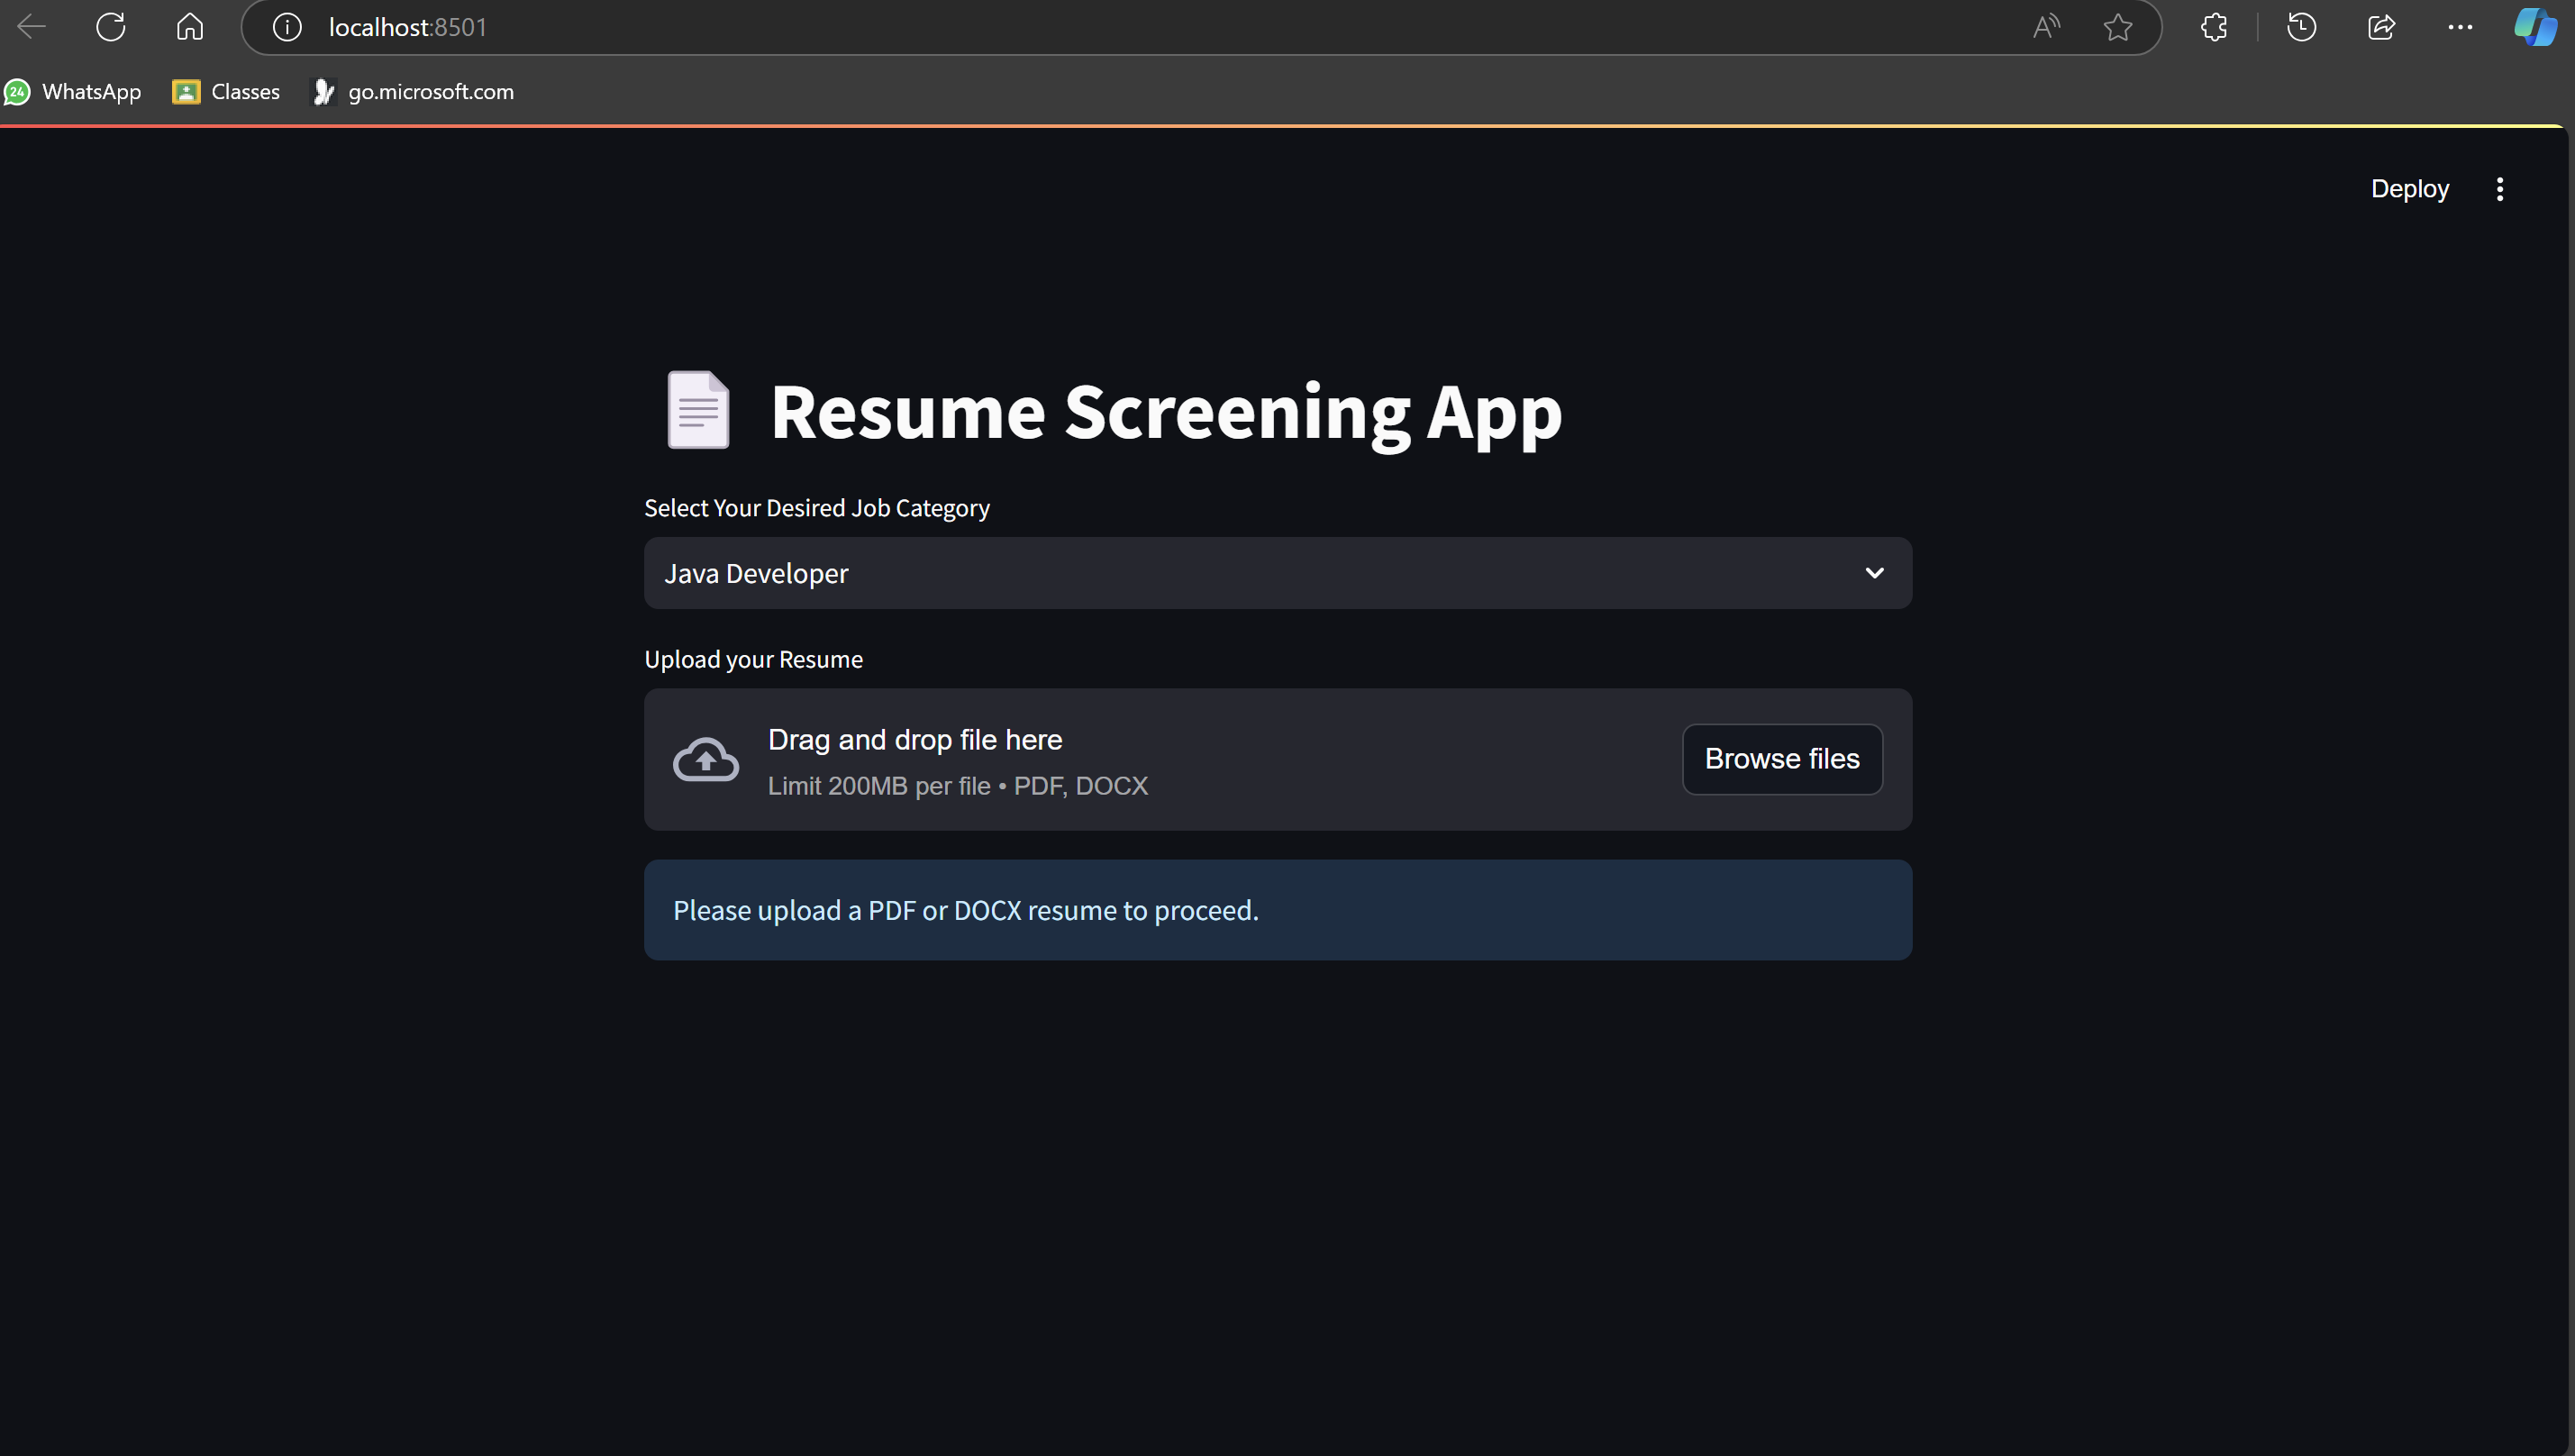 localhost:8501
24 WhatsApp Classes go.microsoft.com
Deploy
Resume Screening App
Select Your Desired Job Category
Java Developer
Upload your Resume
Drag and drop file here
Limit 200MB per file • PDF, DOCX
Browse files
Please upload a PDF or DOCX resume to proceed.